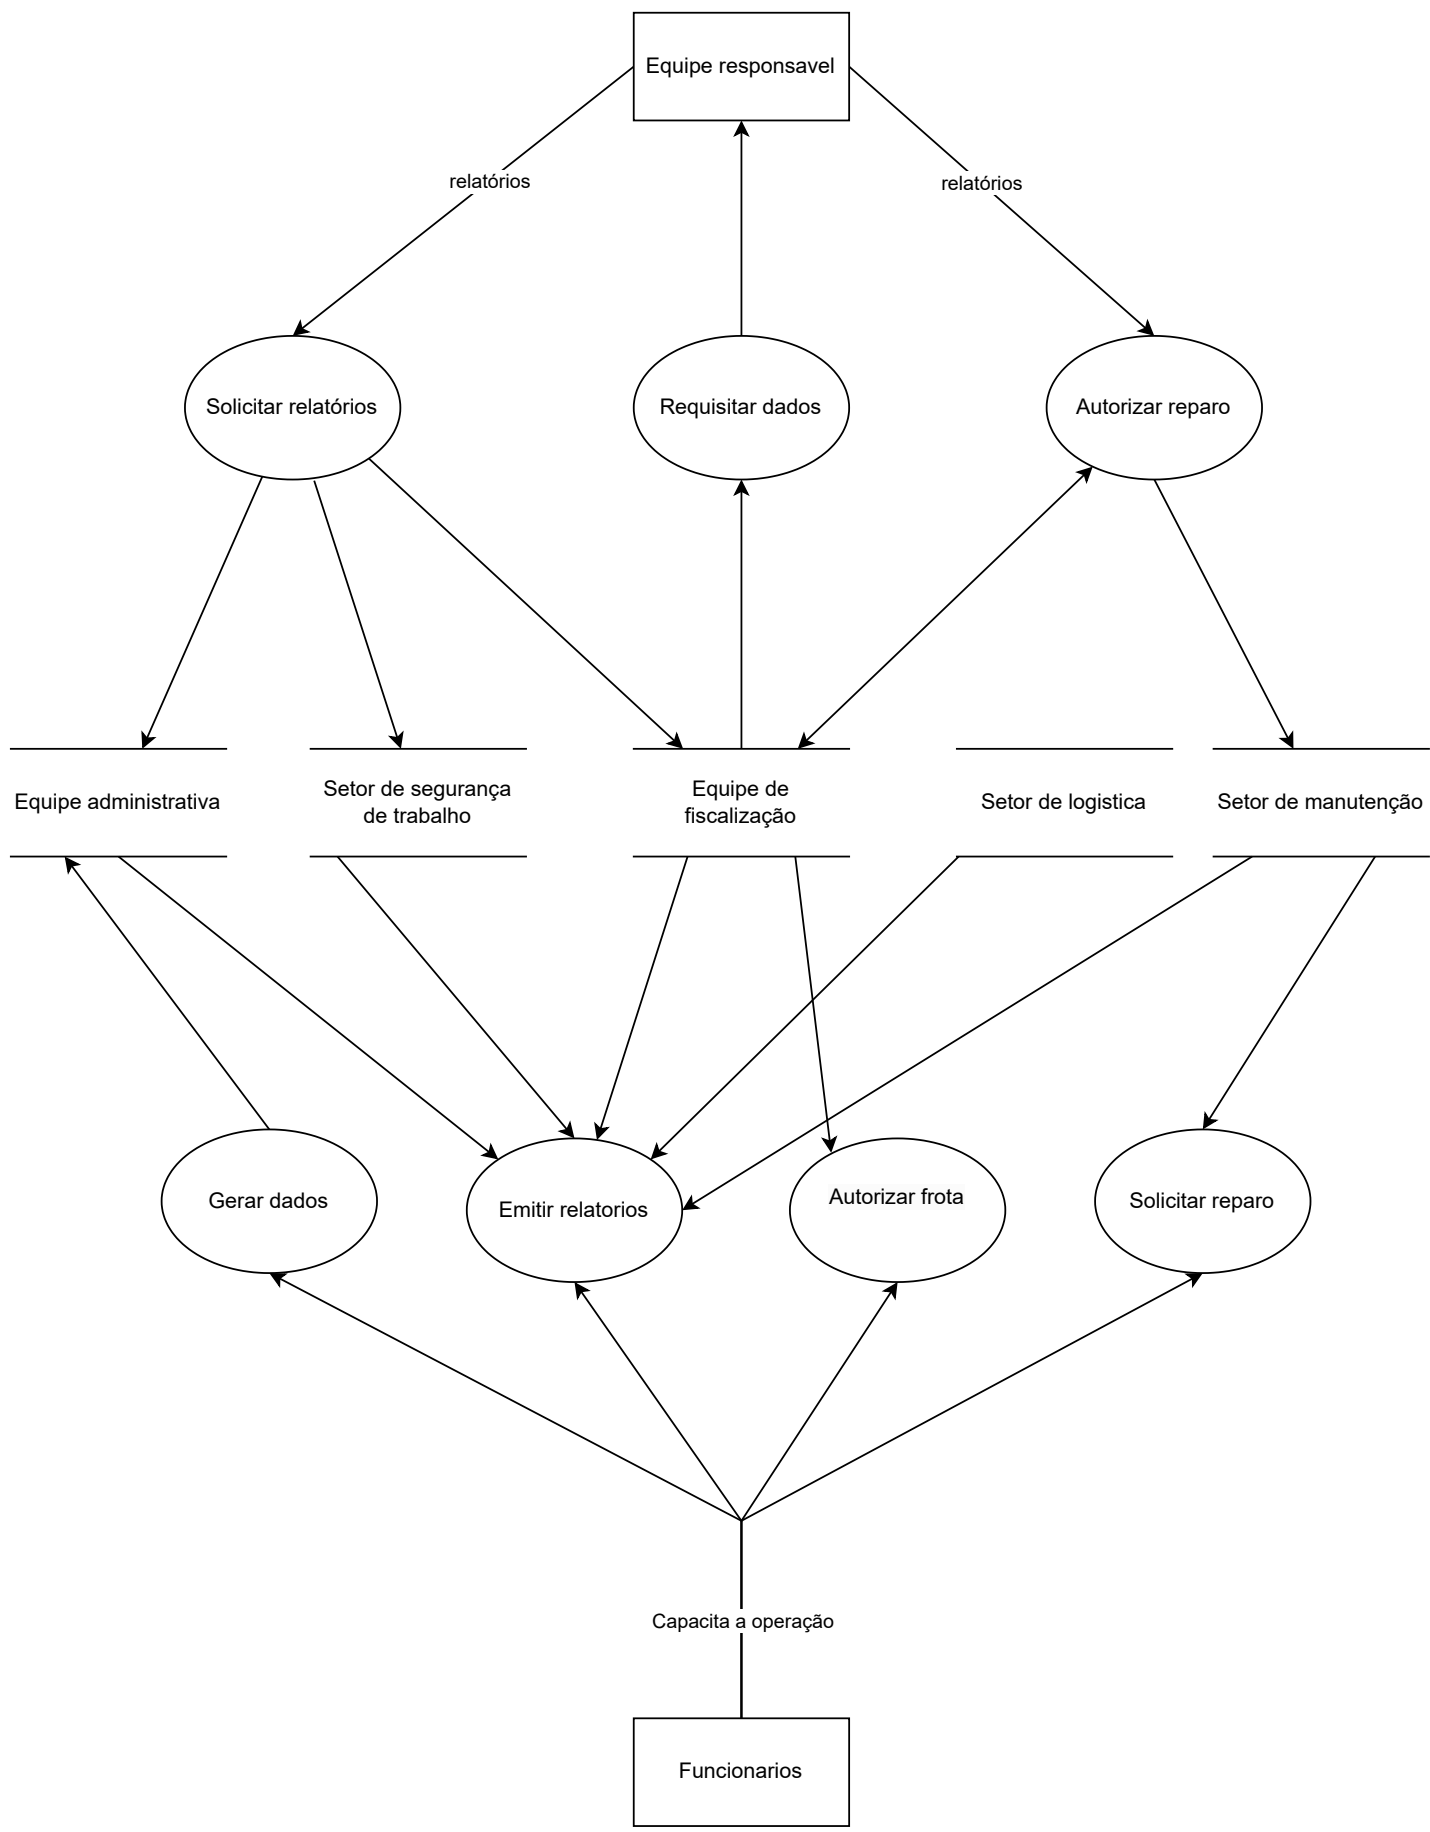 Equipe responsavel
relatórios
relatórios
Solicitar relatórios
Requisitar dados
Autorizar reparo
Equipe administrativa
Setor de segurança
de trabalho
Equipe de
fiscalização
Setor de logistica
Setor de manutenção
Gerar dados
Emitir relatorios
Autorizar frota
Solicitar reparo
Capacita a operação
Funcionarios